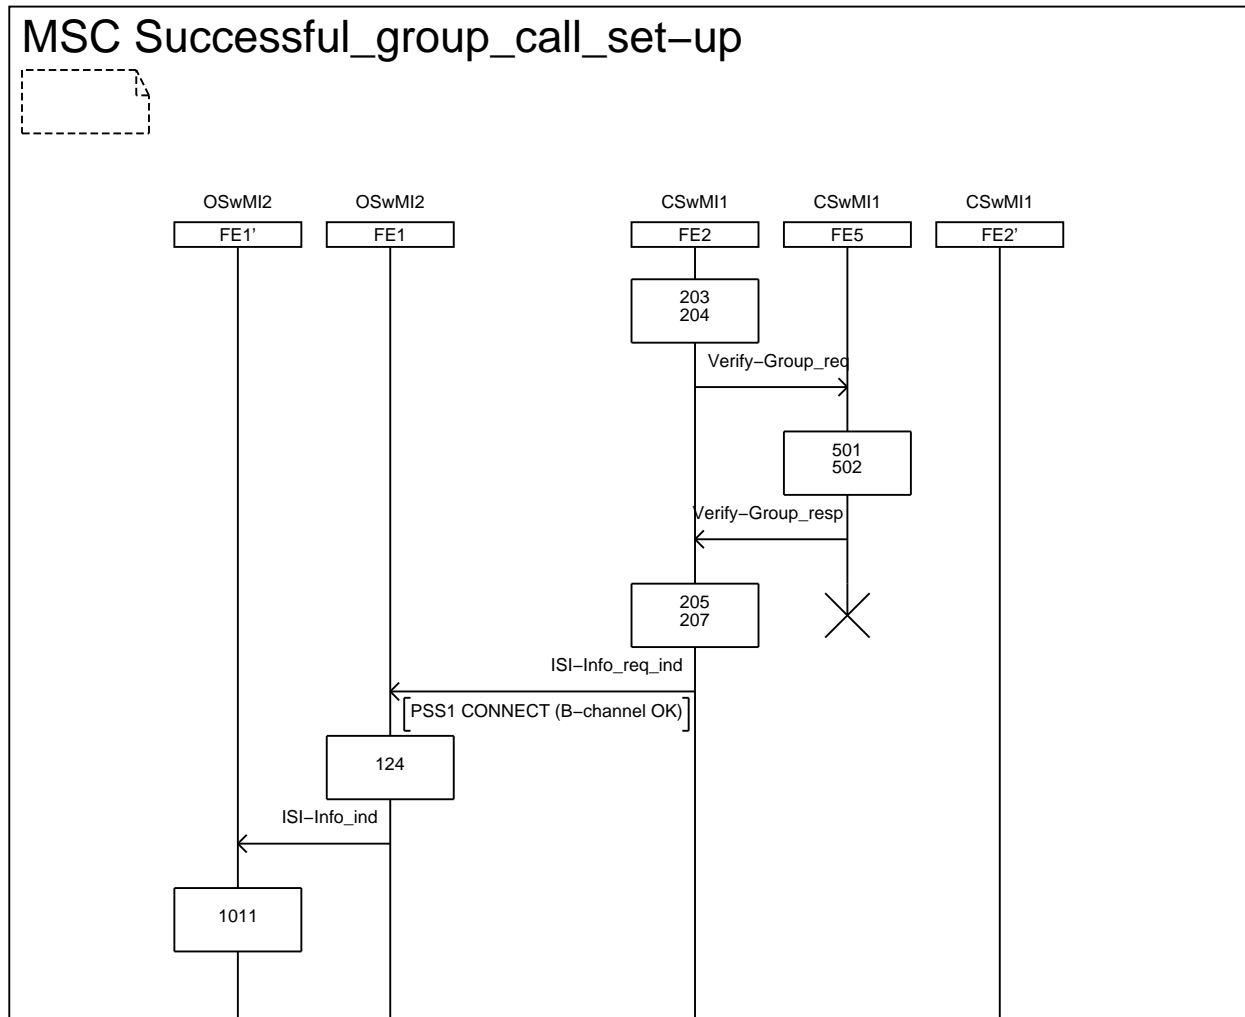 MSC Successful_group_call_set–up
OSwMI2 OSwMI2 CSwMI1 CSwMI1 CSwMI1
FE1’ FE1 FE2 FE5 FE2’
203
204
Verify–Group_req
501
502
Verify–Group_resp
205
207
ISI–Info_req_ind
PSS1 CONNECT (B–channel OK)
124
ISI–Info_ind
1011